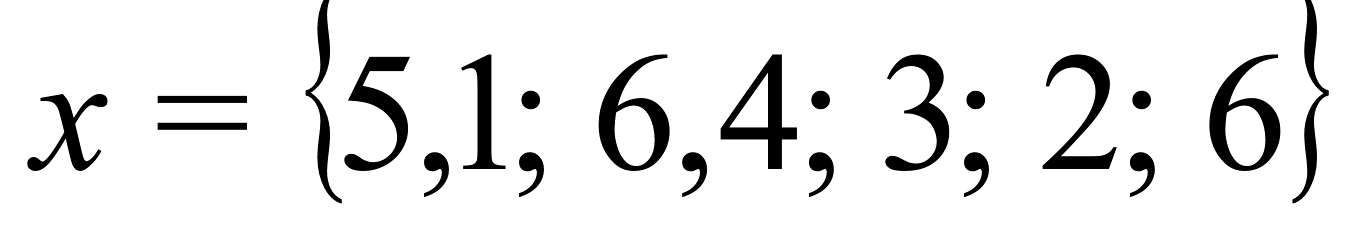 x = {5,1; 6,4; 3; 2; 6}